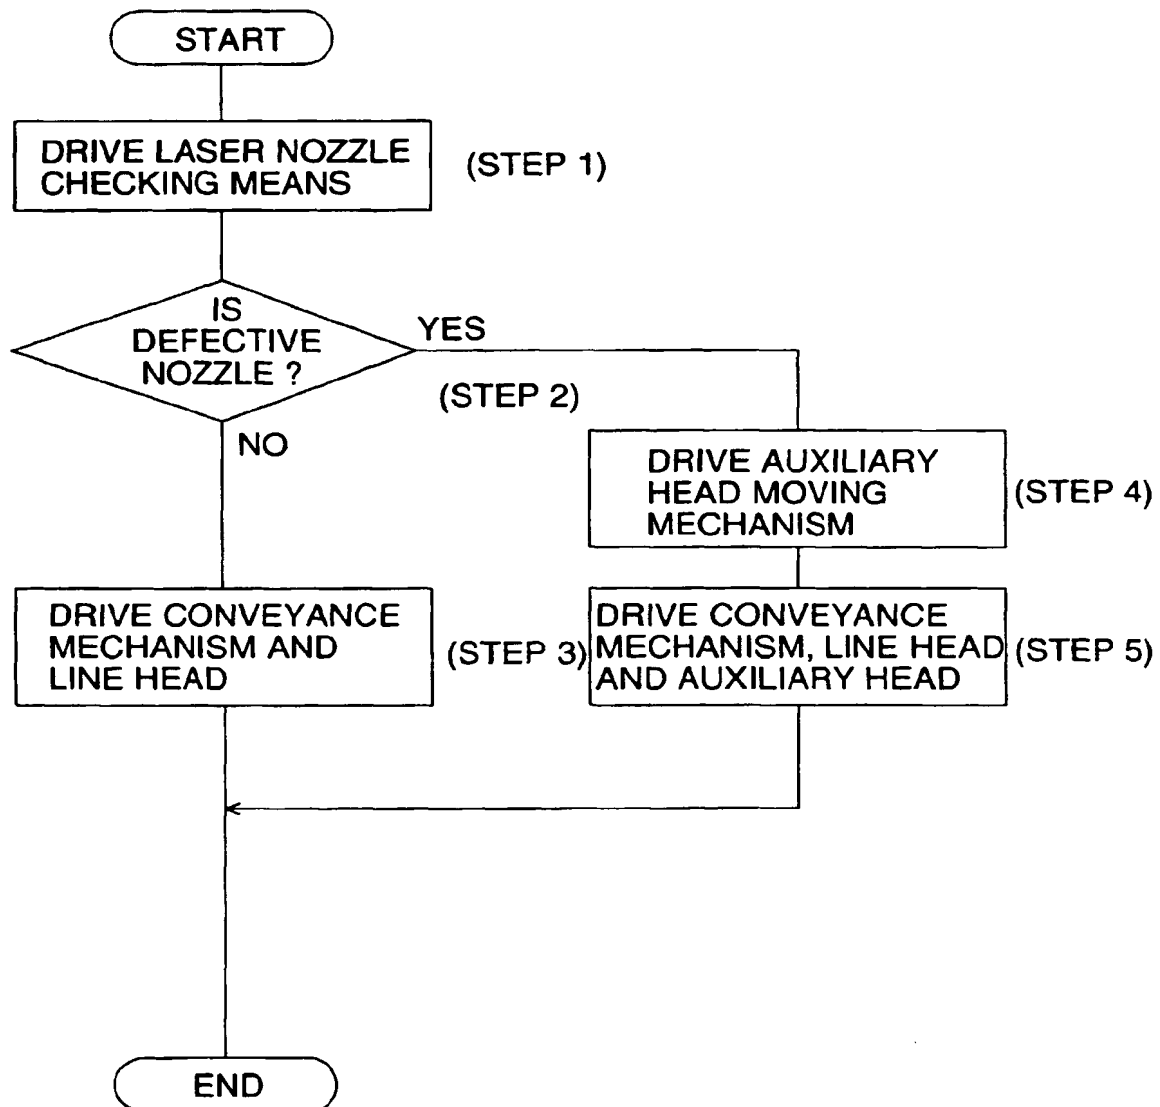 START
DRIVE LASER NOZZLE
CHECKING MEANS
(STEP 1)
IS
DEFECTIVE
NOZZLE ?
YES
(STEP 2)
NO
DRIVE AUXILIARY
HEAD MOVING
MECHANISM
(STEP 4)
DRIVE CONVEYANCE
MECHANISM AND
LINE HEAD
(STEP 3)
DRIVE CONVEYANCE
MECHANISM, LINE HEAD
AND AUXILIARY HEAD
(STEP 5)
END